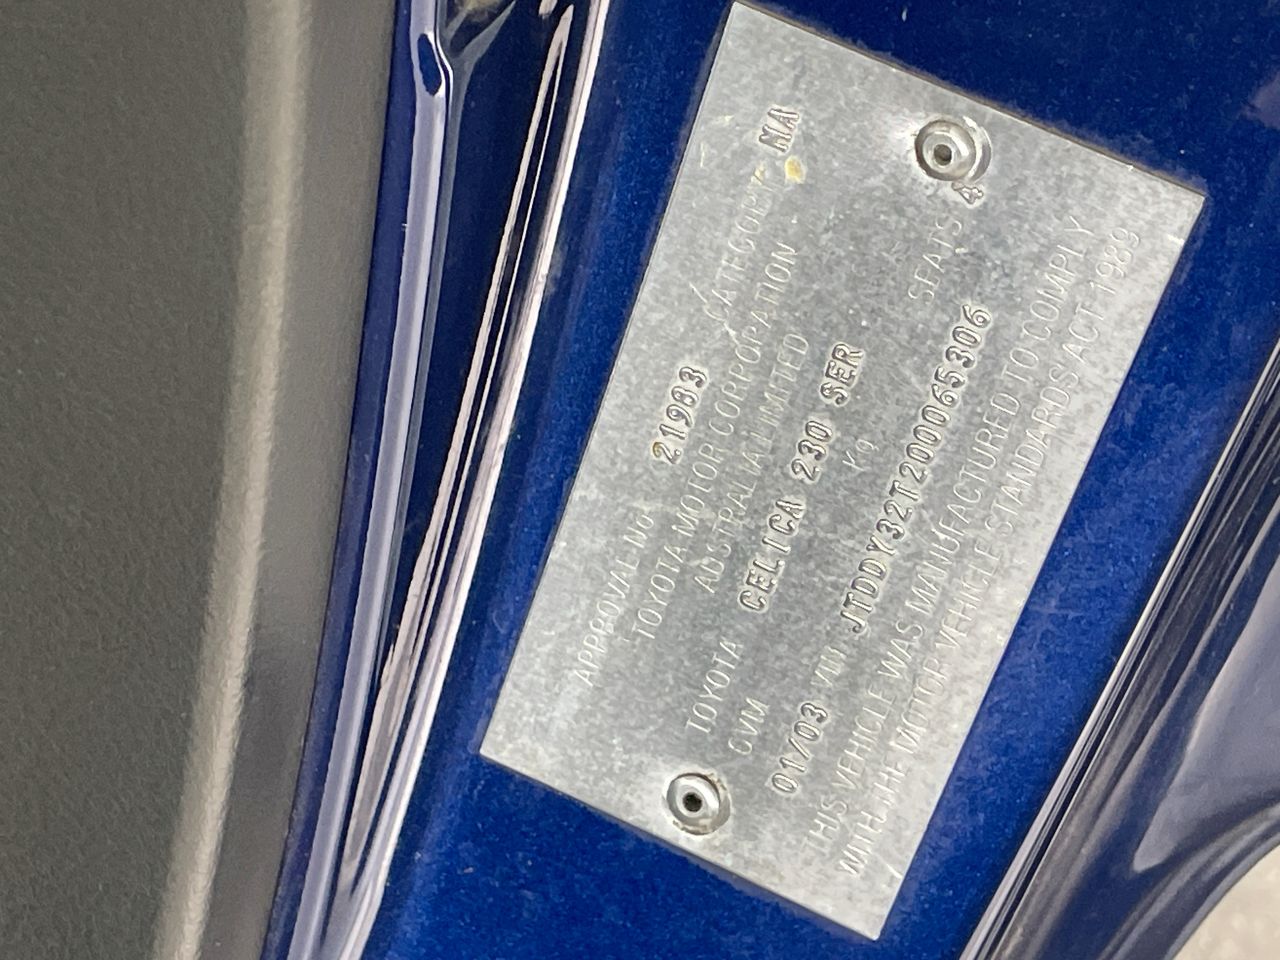 APPROVAL No. 21983 CATEGORY MA
TOYOTA MOTOR CORPORATION
AUSTRALIA LIMITED
TOYOTA CELICA 230 SER
GVM Kg SEATS 4
01/03 VIN JTDDY32T200065306
THIS VEHICLE WAS MANUFACTURED TO COMPLY
WITH THE MOTOR VEHICLE STANDARDS ACT 1989